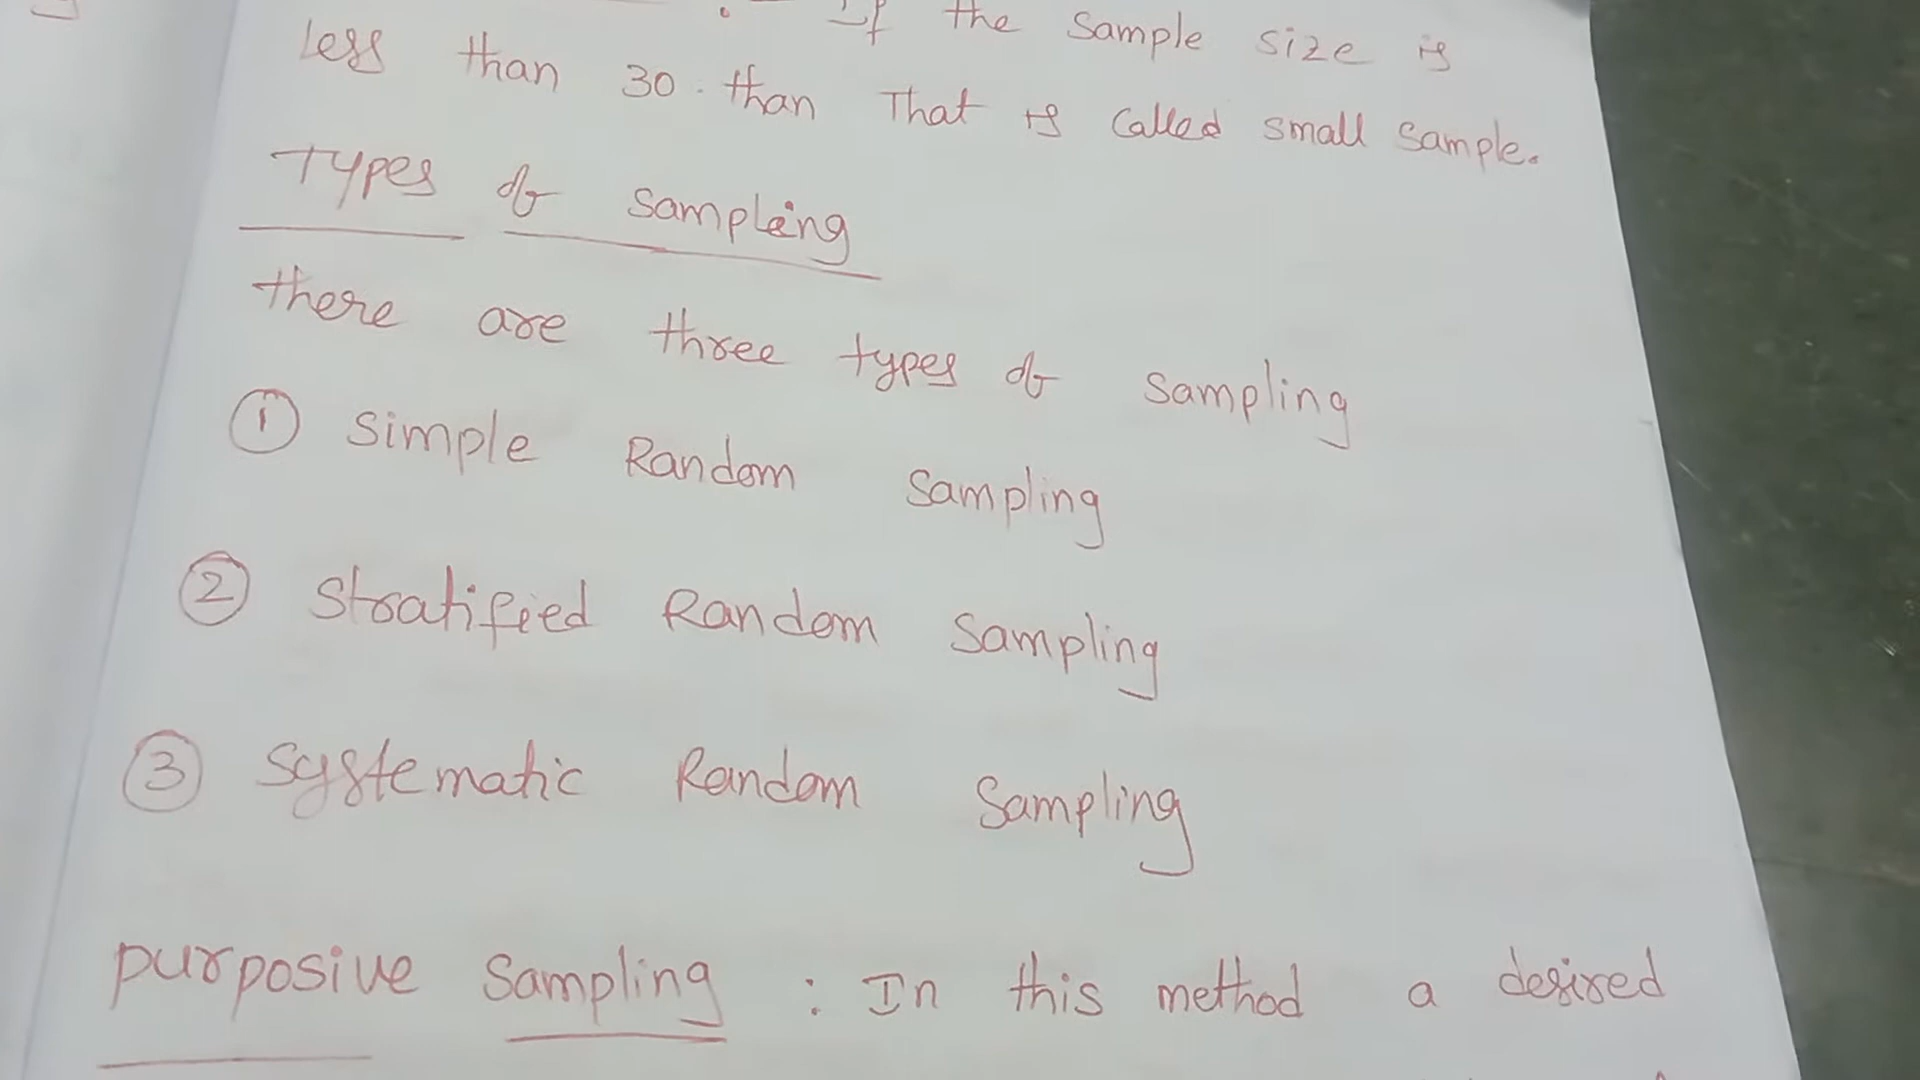 If the Sample size is
less than 30. than That is Called small sample.
Types of sampling
there are three types of sampling
① Simple Random Sampling
② Stratified Random Sampling
③ Systematic Random Sampling
purposive Sampling : In this method a desired